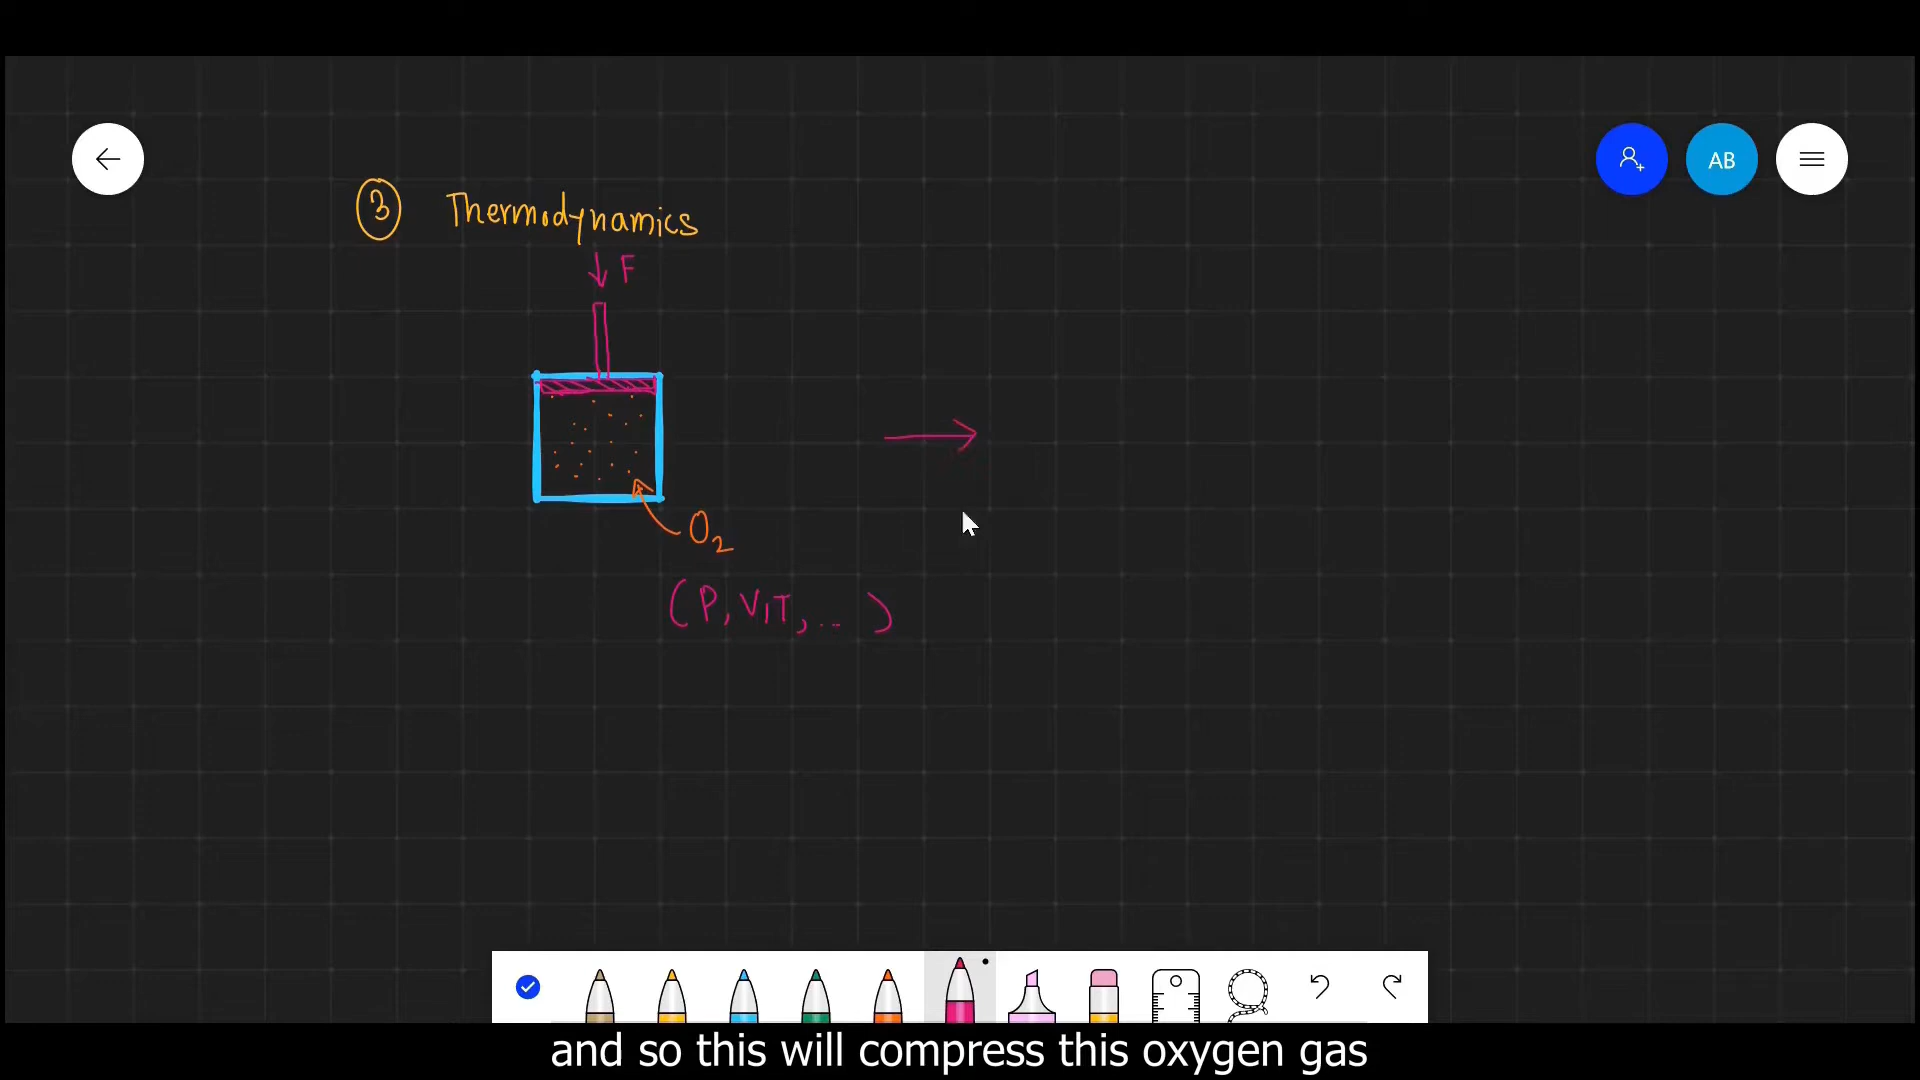 AB
3 Thermodynamics
F
O2
(P, V, T, ... )
and so this will compress this oxygen gas